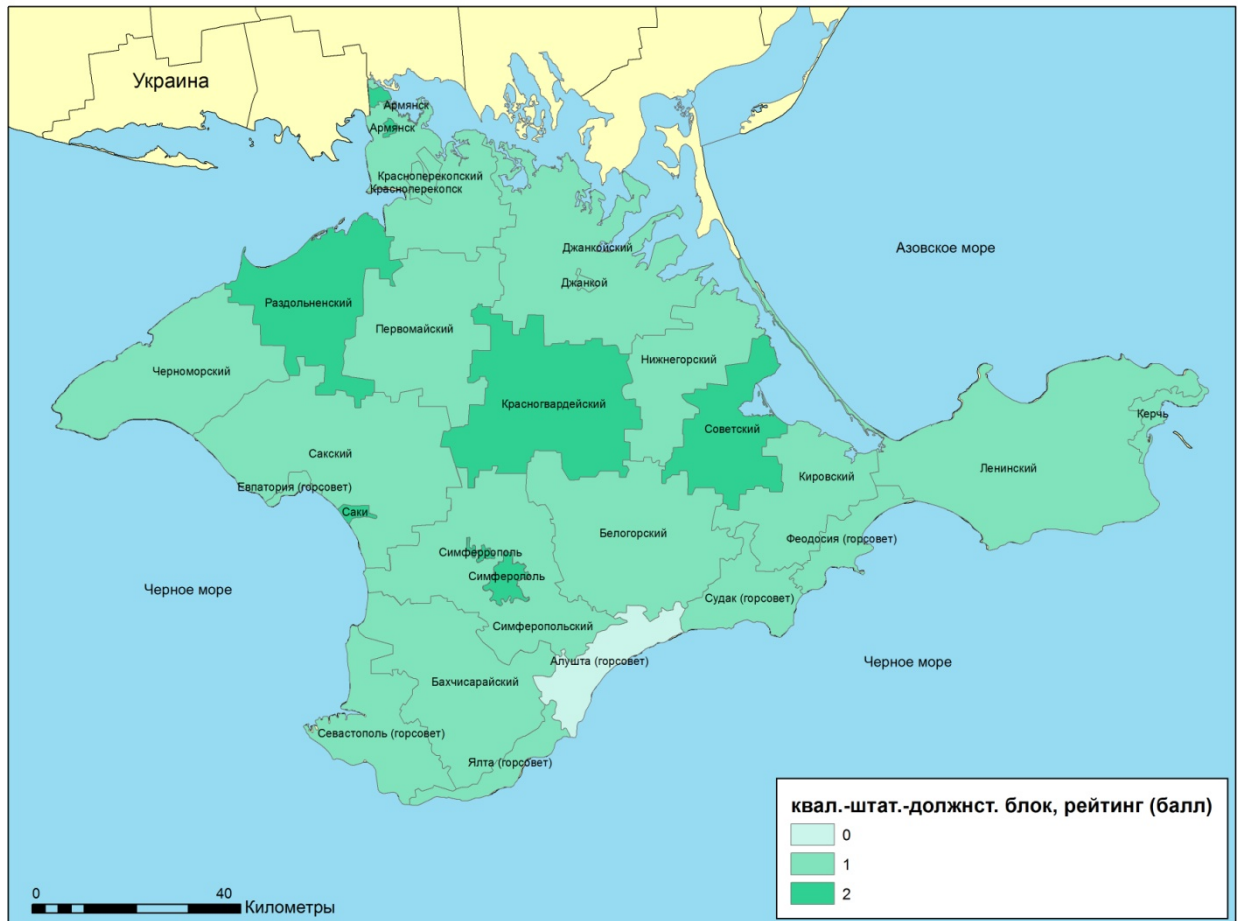 Украина
Армянск
Армянск
Красноперекопский
Красноперекопск
Джанкойский
Азовское море
Джанкой
Раздольненский
Первомайский
Нижнегорский
Черноморский
Красногвардейский
Керчь
Советский
Сакский
Ленинский
Кировский
Евпатория (горсовет)
Саки
Белогорский
Феодосия (горсовет)
Симферрополь
Симферополь
Черное море
Судак (горсовет)
Симферопольский
Алушта (горсовет)
Черное море
Бахчисарайский
Севастополь (горсовет)
Ялта (горсовет)
квал.-штат.-должнст. блок, рейтинг (балл)
0
1
2
0 40
Километры